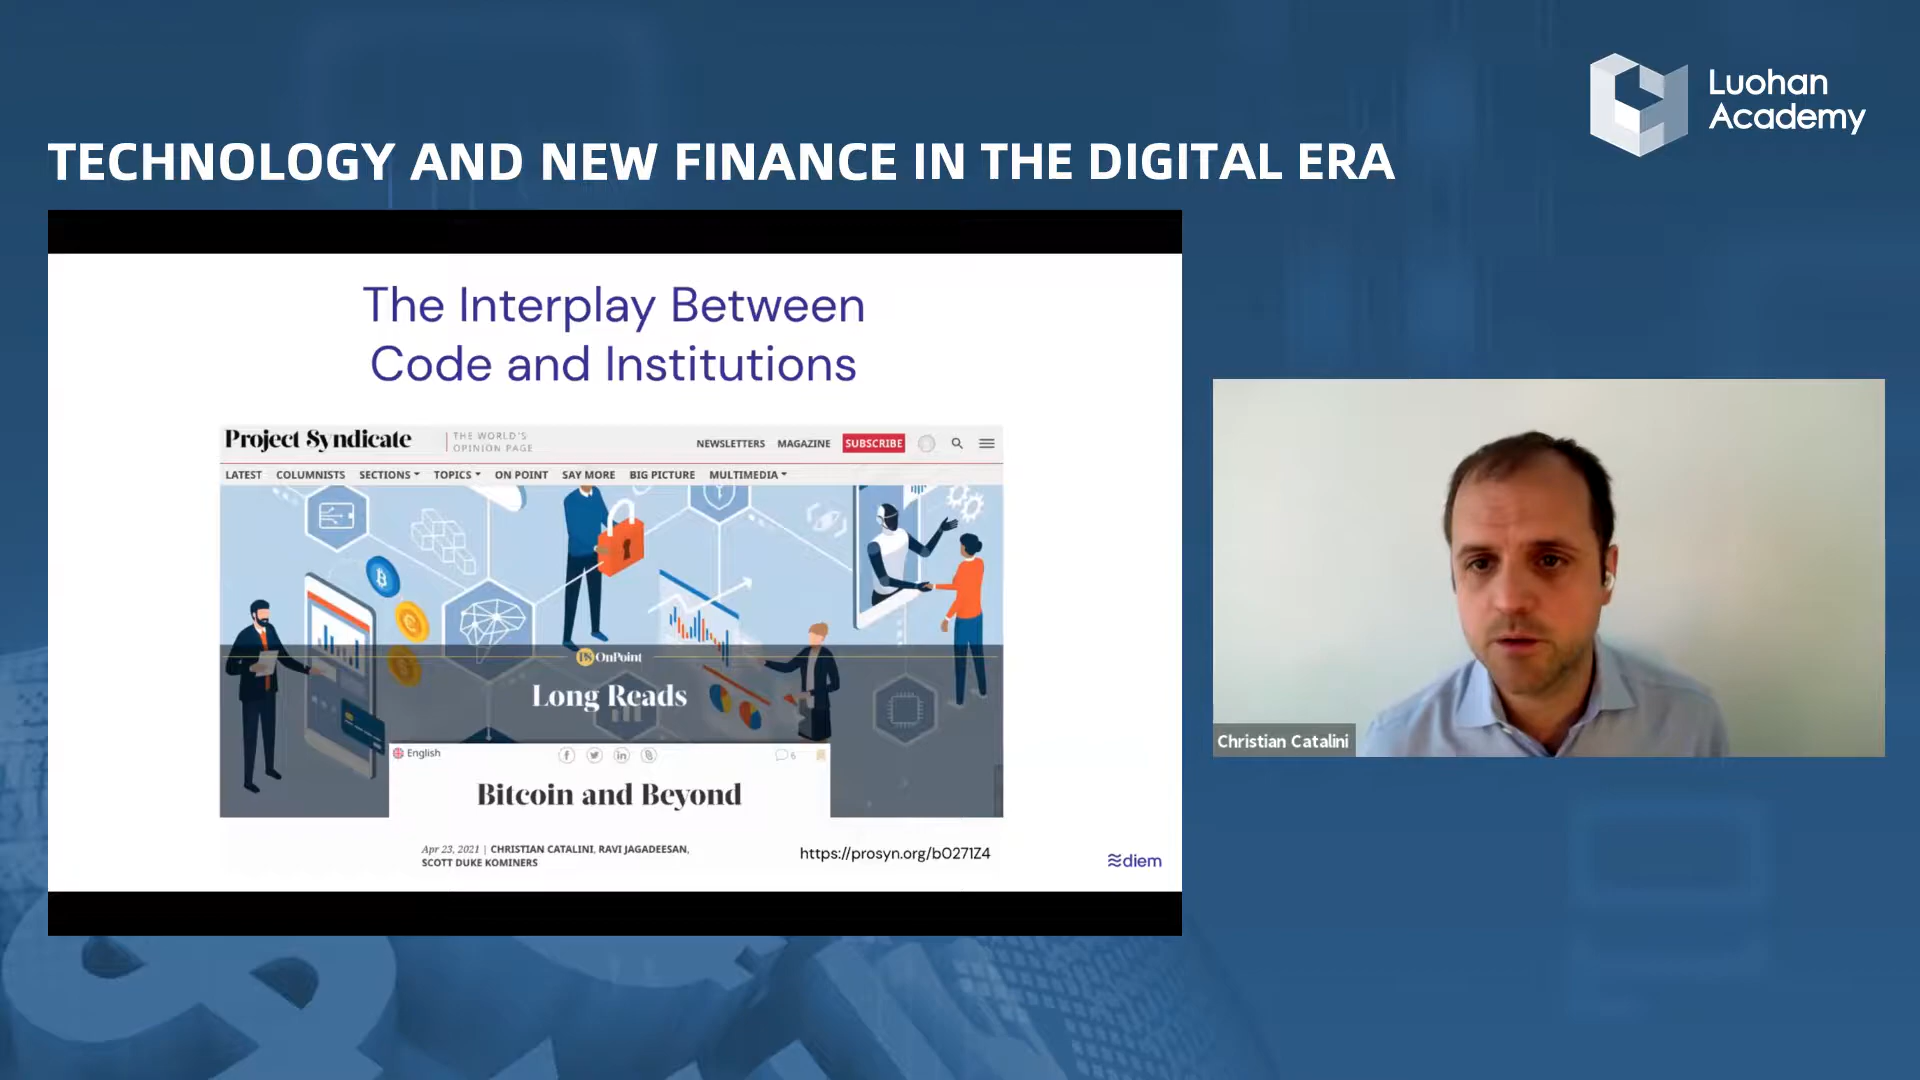 Luohan
Academy
TECHNOLOGY AND NEW FINANCE IN THE DIGITAL ERA
The Interplay Between
Code and Institutions
Project Syndicate
THE WORLD'S
OPINION PAGE
NEWSLETTERS MAGAZINE SUBSCRIBE
LATEST COLUMNISTS SECTIONS TOPICS ON POINT SAY MORE BIG PICTURE MULTIMEDIA
PS OnPoint
Long Reads
English
6
Bitcoin and Beyond
Apr 23, 2021 | CHRISTIAN CATALINI, RAVI JAGADEESAN,
SCOTT DUKE KOMINERS
https://prosyn.org/b0271Z4
diem
Christian Catalini